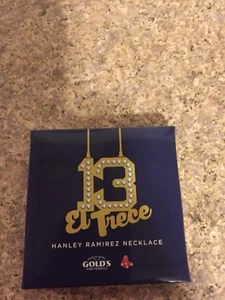 13
El Trece
HANLEY RAMIREZ NECKLACE
GOLD'S